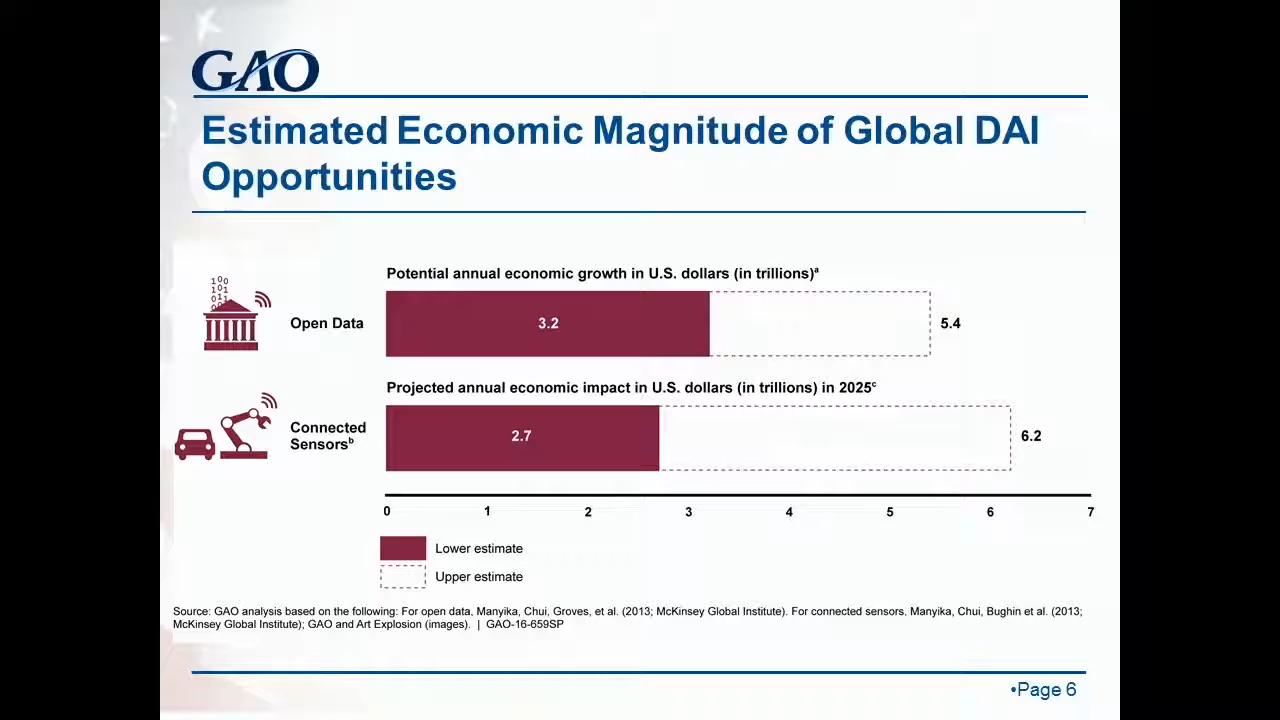 GAO
Estimated Economic Magnitude of Global DAI
Opportunities
Potential annual economic growth in U.S. dollars (in trillions)ᵃ
Open Data
3.2
5.4
Projected annual economic impact in U.S. dollars (in trillions) in 2025ᶜ
Connected
Sensorsᵇ
2.7
6.2
0 1 2 3 4 5 6 7
Lower estimate
Upper estimate
Source: GAO analysis based on the following: For open data, Manyika, Chui, Groves, et al. (2013; McKinsey Global Institute). For connected sensors, Manyika, Chui, Bughin et al. (2013;
McKinsey Global Institute); GAO and Art Explosion (images). | GAO-16-659SP
•Page 6